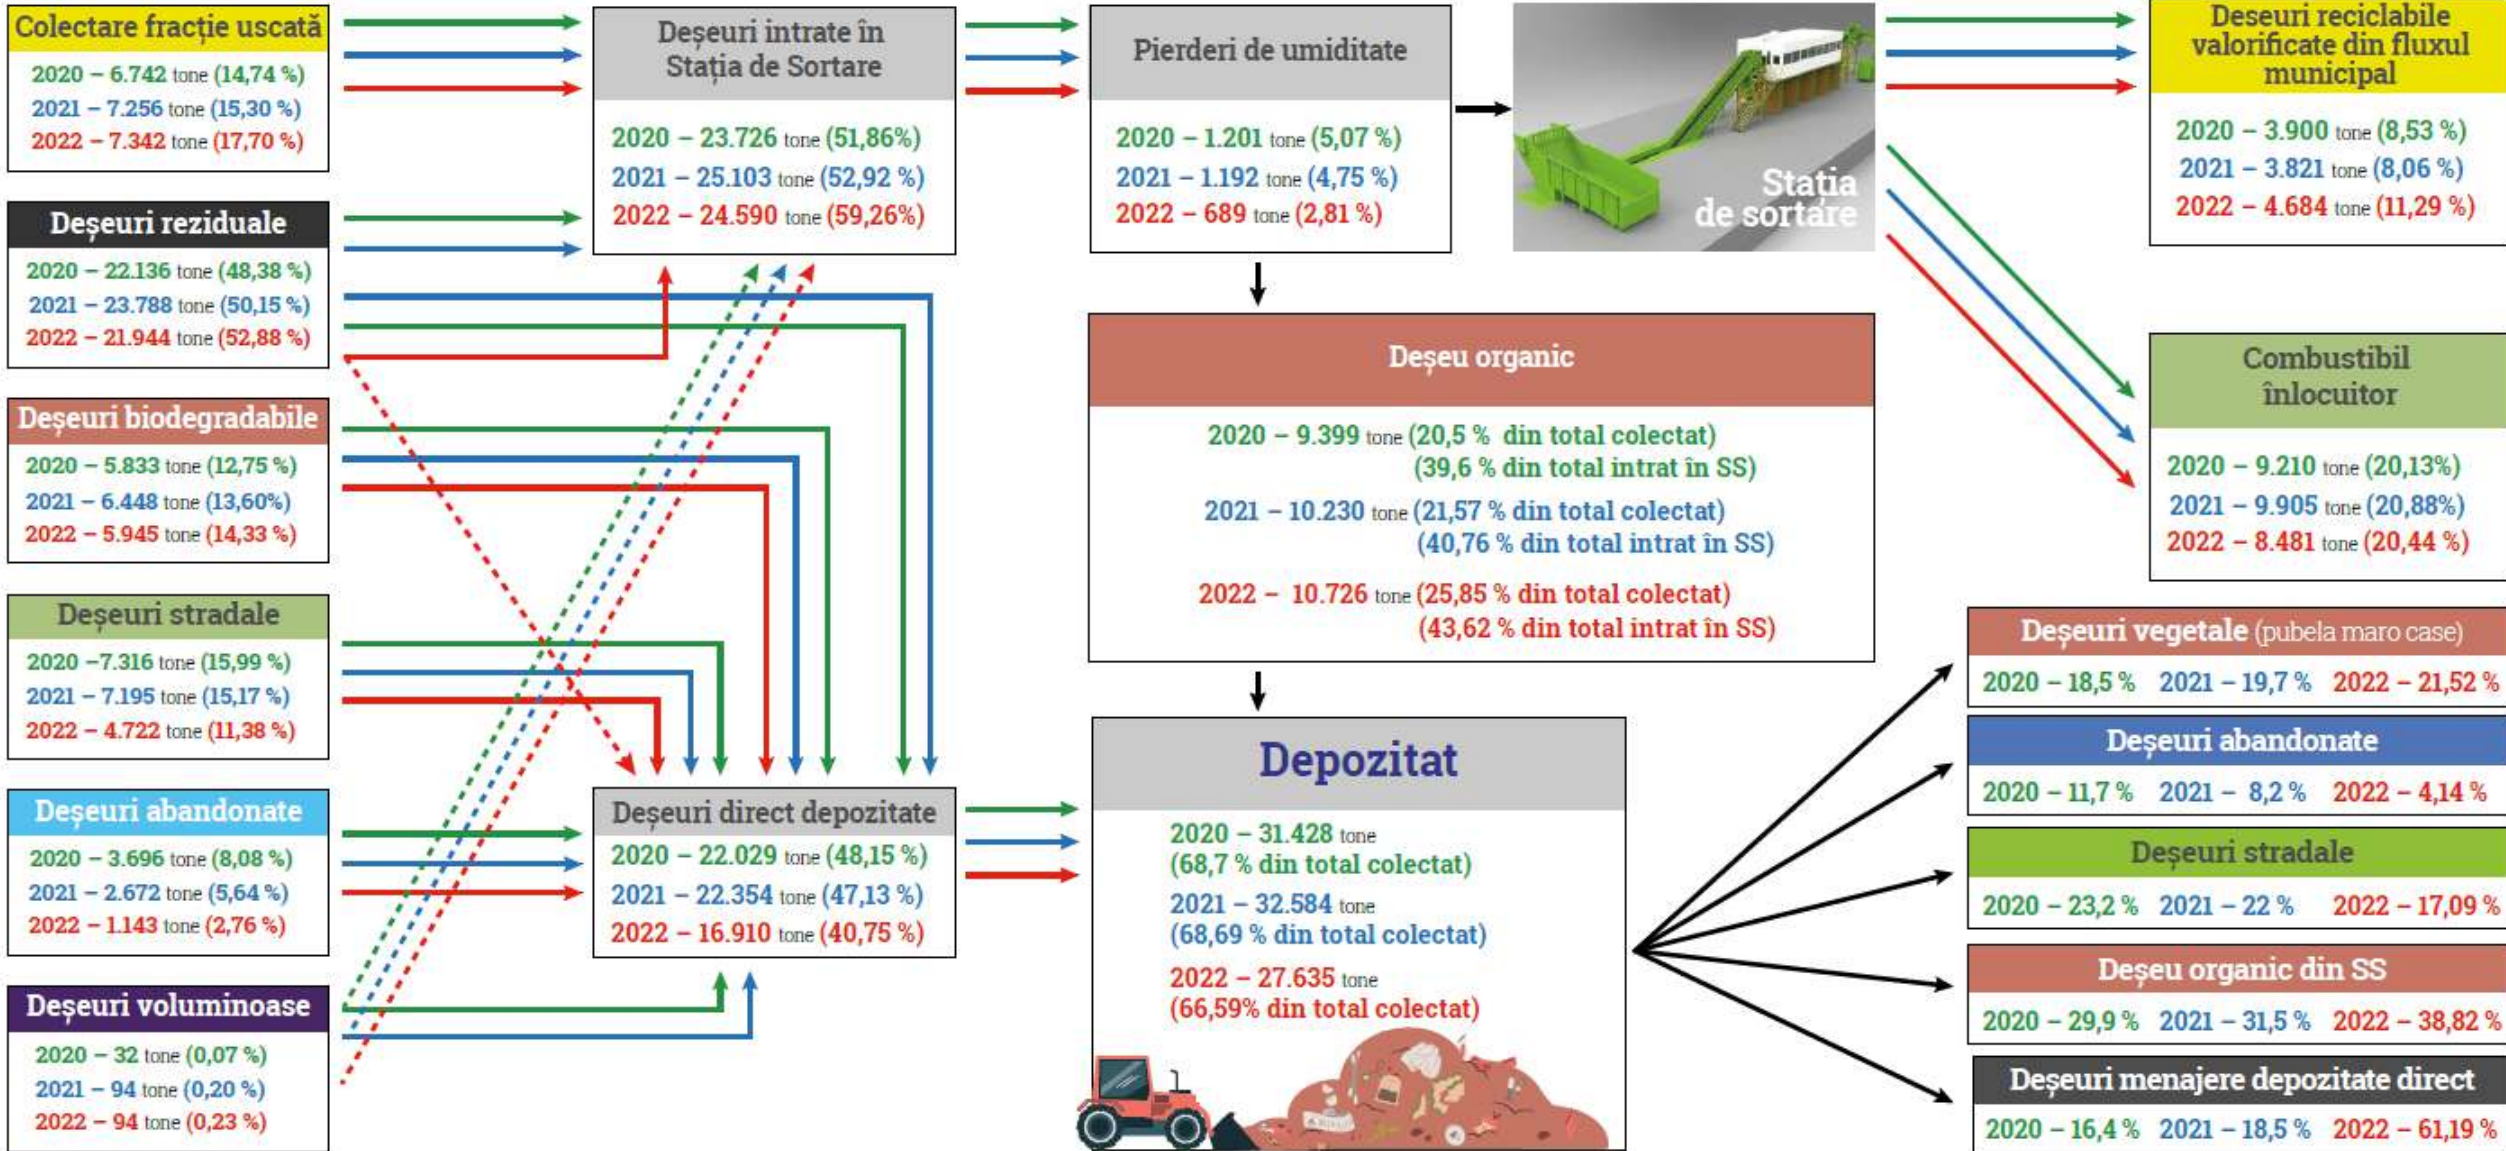 Colectare fracție uscată
2020 – 6.742 tone (14,74 %)
2021 – 7.256 tone (15,30 %)
2022 – 7.342 tone (17,70 %)
Deșeuri reziduale
2020 – 22.136 tone (48,38 %)
2021 – 23.788 tone (50,15 %)
2022 – 21.944 tone (52,88 %)
Deșeuri biodegradabile
2020 – 5.833 tone (12,75 %)
2021 – 6.448 tone (13,60%)
2022 – 5.945 tone (14,33 %)
Deșeuri stradale
2020 –7.316 tone (15,99 %)
2021 – 7.195 tone (15,17 %)
2022 – 4.722 tone (11,38 %)
Deșeuri abandonate
2020 – 3.696 tone (8,08 %)
2021 – 2.672 tone (5,64 %)
2022 – 1.143 tone (2,76 %)
Deșeuri voluminoase
2020 – 32 tone (0,07 %)
2021 – 94 tone (0,20 %)
2022 – 94 tone (0,23 %)
Deșeuri intrate în
Stația de Sortare
2020 – 23.726 tone (51,86%)
2021 – 25.103 tone (52,92 %)
2022 – 24.590 tone (59,26%)
Deșeuri direct depozitate
2020 – 22.029 tone (48,15 %)
2021 – 22.354 tone (47,13 %)
2022 – 16.910 tone (40,75 %)
Pierderi de umiditate
2020 – 1.201 tone (5,07 %)
2021 – 1.192 tone (4,75 %)
2022 – 689 tone (2,81 %)
Stația
de sortare
Deșeu organic
2020 – 9.399 tone (20,5 % din total colectat)
(39,6 % din total intrat în SS)
2021 – 10.230 tone (21,57 % din total colectat)
(40,76 % din total intrat în SS)
2022 – 10.726 tone (25,85 % din total colectat)
(43,62 % din total intrat în SS)
Depozitat
2020 – 31.428 tone
(68,7 % din total colectat)
2021 – 32.584 tone
(68,69 % din total colectat)
2022 – 27.635 tone
(66,59% din total colectat)
Deseuri reciclabile
valorificate din fluxul
municipal
2020 – 3.900 tone (8,53 %)
2021 – 3.821 tone (8,06 %)
2022 – 4.684 tone (11,29 %)
Combustibil
înlocuitor
2020 – 9.210 tone (20,13%)
2021 – 9.905 tone (20,88%)
2022 – 8.481 tone (20,44 %)
Deșeuri vegetale (pubela maro case)
2020 – 18,5 % 2021 – 19,7 % 2022 – 21,52 %
Deșeuri abandonate
2020 – 11,7 % 2021 – 8,2 % 2022 – 4,14 %
Deșeuri stradale
2020 – 23,2 % 2021 – 22 % 2022 – 17,09 %
Deșeu organic din SS
2020 – 29,9 % 2021 – 31,5 % 2022 – 38,82 %
Deșeuri menajere depozitate direct
2020 – 16,4 % 2021 – 18,5 % 2022 – 61,19 %